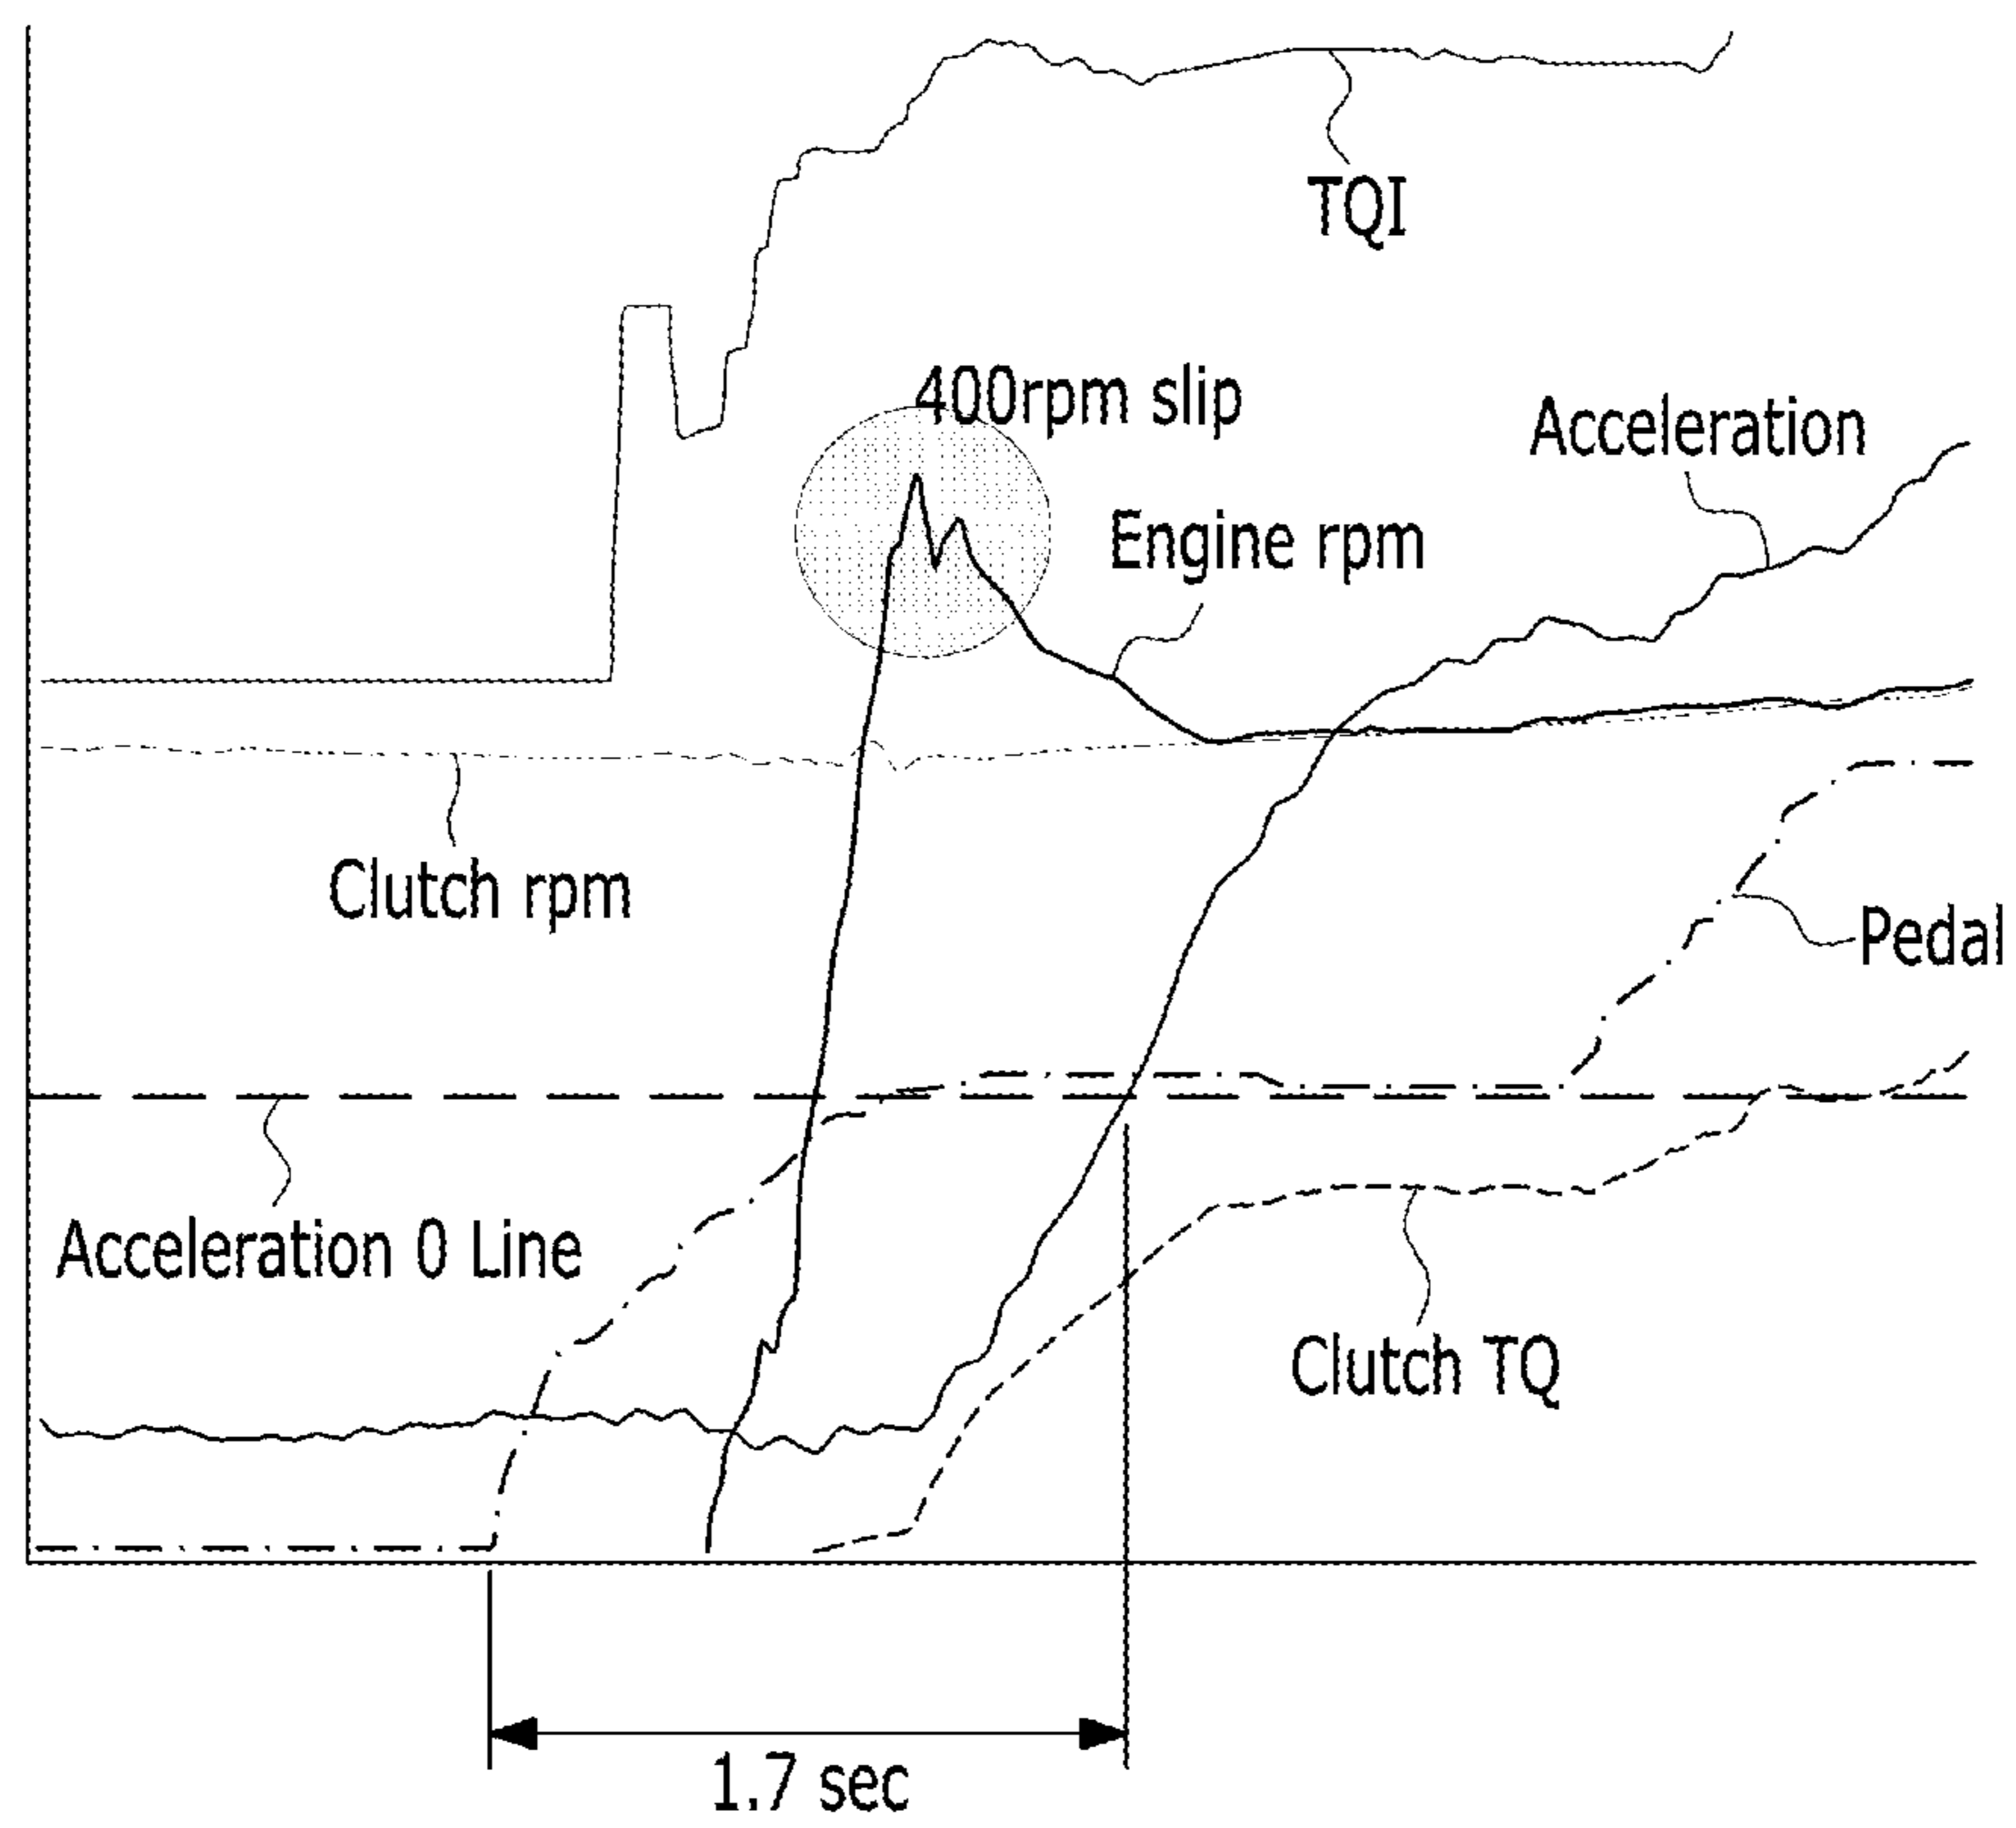 TQI
400rpm slip
Acceleration
Engine rpm
Clutch rpm
Pedal
Acceleration 0 Line
Clutch TQ
1.7 sec